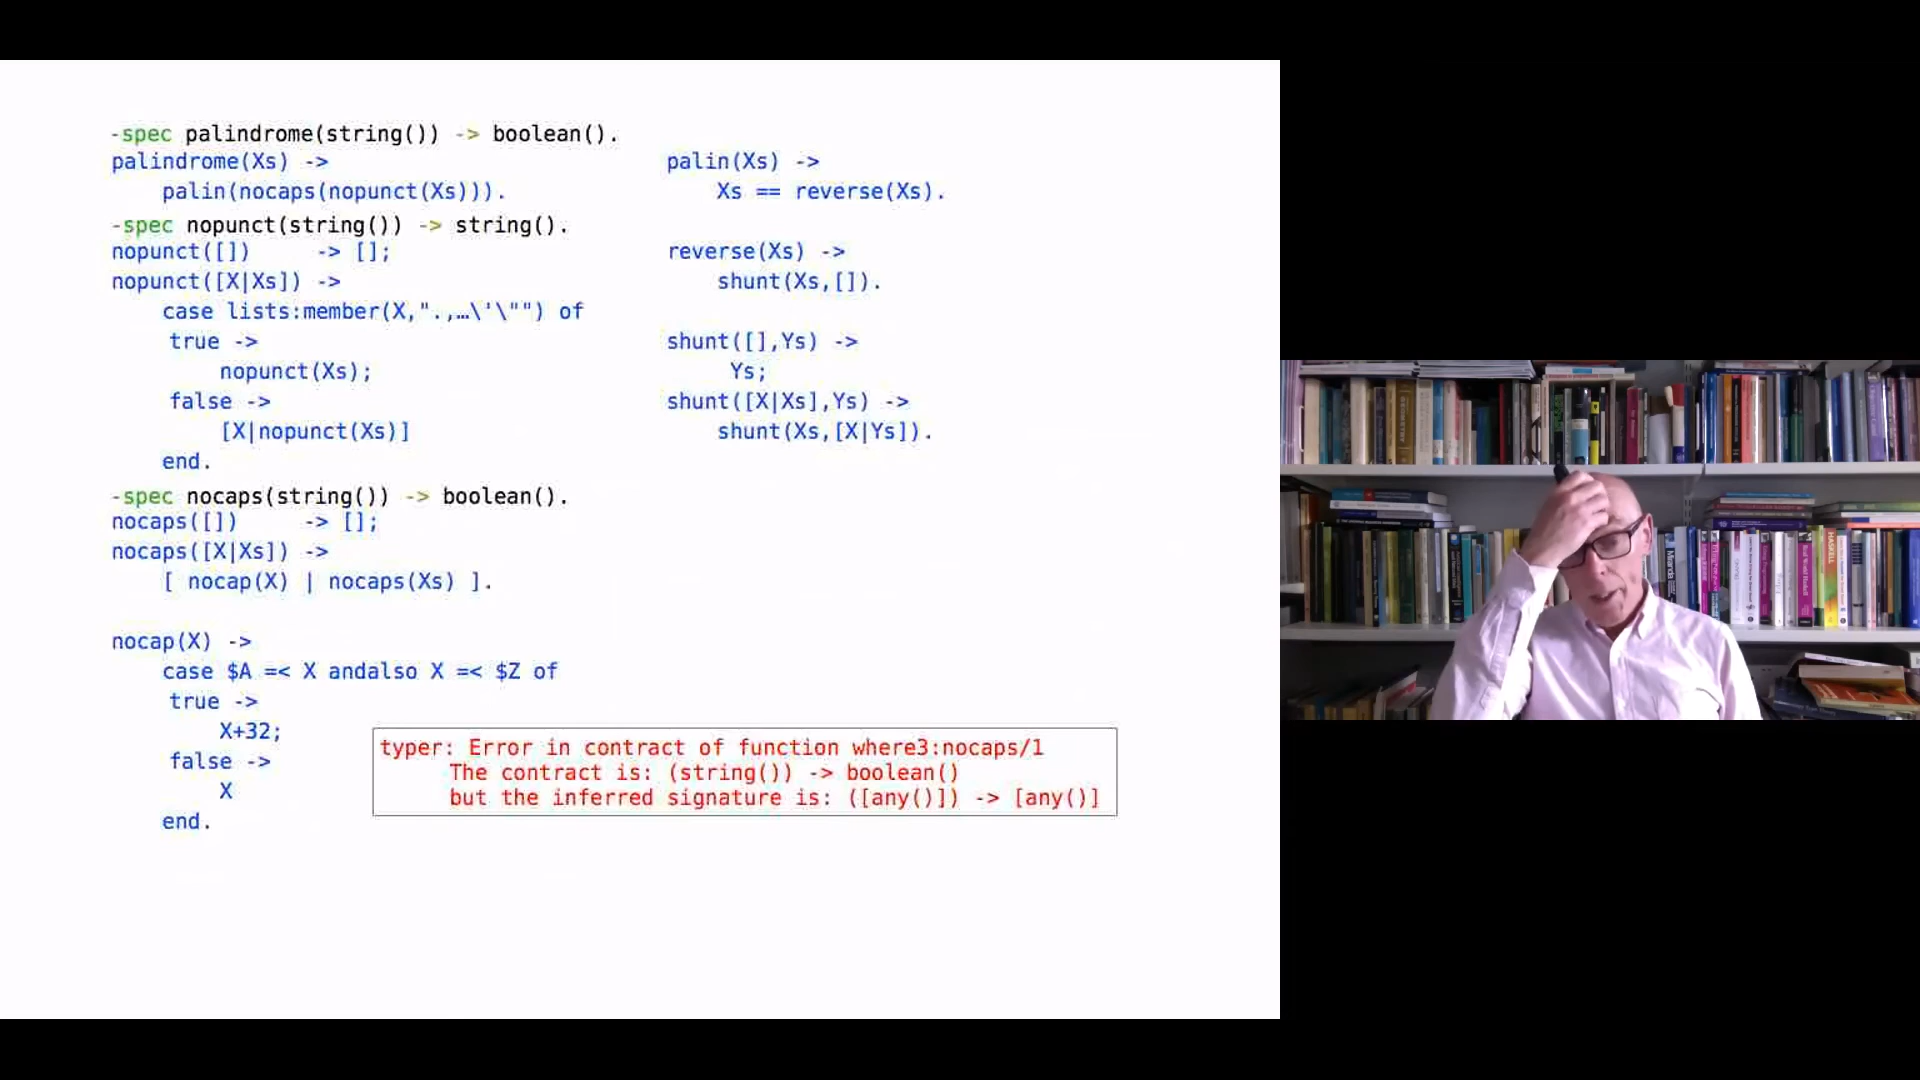 -spec palindrome(string()) -> boolean().
palindrome(Xs) ->
    palin(nocaps(nopunct(Xs))).
-spec nopunct(string()) -> string().
nopunct([])     -> [];
nopunct([X|Xs]) ->
    case lists:member(X,".,…\'\"") of
    true ->
        nopunct(Xs);
    false ->
        [X|nopunct(Xs)]
    end.
-spec nocaps(string()) -> boolean().
nocaps([])     -> [];
nocaps([X|Xs]) ->
    [ nocap(X) | nocaps(Xs) ].
nocap(X) ->
    case $A =< X andalso X =< $Z of
    true ->
        X+32;
    false ->
        X
    end.
palin(Xs) ->
    Xs == reverse(Xs).
reverse(Xs) ->
    shunt(Xs,[]).
shunt([],Ys) ->
    Ys;
shunt([X|Xs],Ys) ->
    shunt(Xs,[X|Ys]).
typer: Error in contract of function where3:nocaps/1
The contract is: (string()) -> boolean()
but the inferred signature is: ([any()]) -> [any()]
HASKELL
Miranda